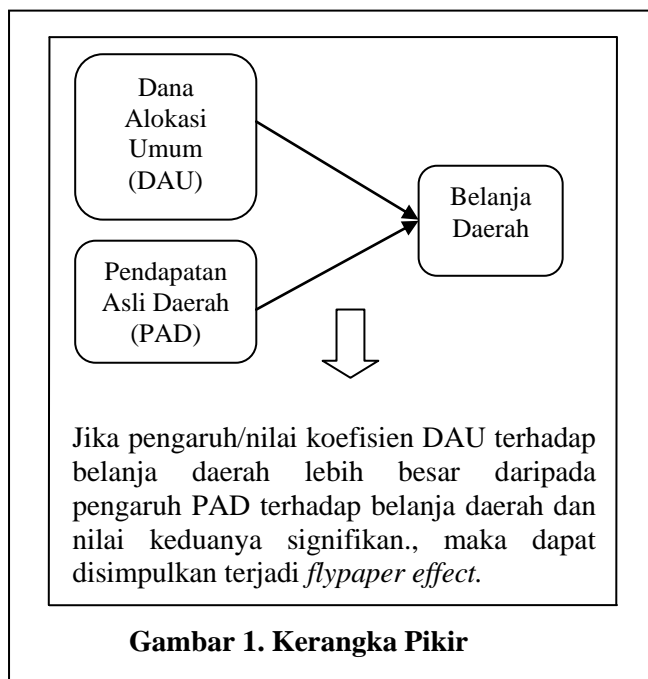 Dana
Alokasi
Umum
(DAU)
Belanja
Daerah
Pendapatan
Asli Daerah
(PAD)
Jika pengaruh/nilai koefisien DAU terhadap
belanja daerah lebih besar daripada
pengaruh PAD terhadap belanja daerah dan
nilai keduanya signifikan., maka dapat
disimpulkan terjadi flypaper effect.
Gambar 1. Kerangka Pikir